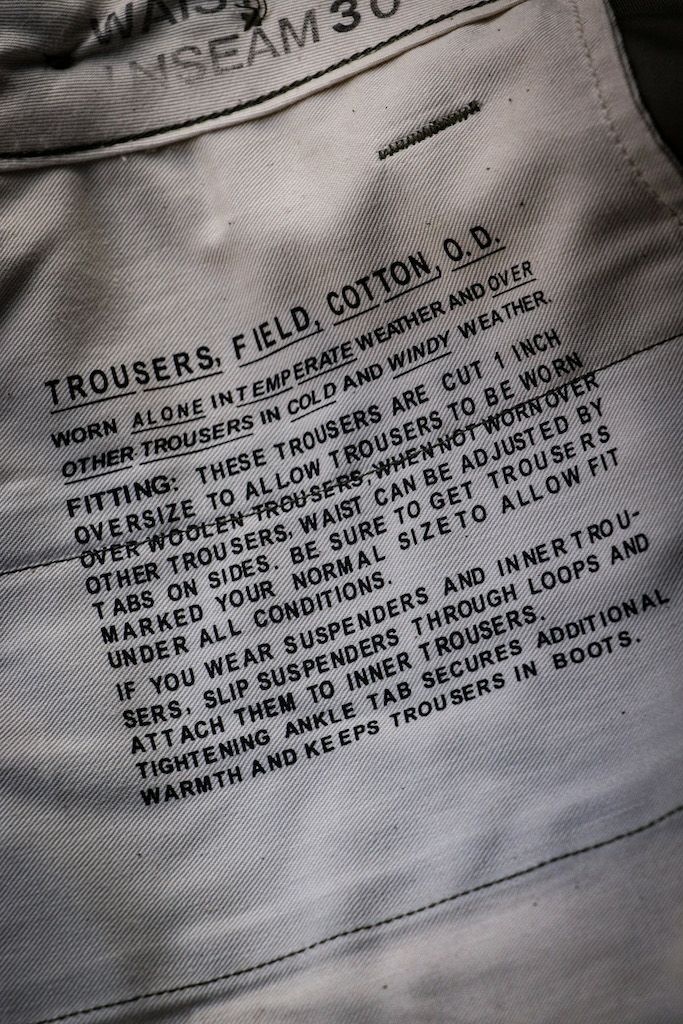 WAIS
INSEAM 30
TROUSERS, FIELD, COTTON, O.D.
WORN ALONE IN TEMPERATE WEATHER AND OVER
OTHER TROUSERS IN COLD AND WINDY WEATHER.
FITTING: THESE TROUSERS ARE CUT 1 INCH
OVERSIZE TO ALLOW TROUSERS TO BE WORN
OVER WOOLEN TROUSERS, WHEN NOT WORN OVER
OTHER TROUSERS, WAIST CAN BE ADJUSTED BY
TABS ON SIDES. BE SURE TO GET TROUSERS
MARKED YOUR NORMAL SIZE TO ALLOW FIT
UNDER ALL CONDITIONS.
IF YOU WEAR SUSPENDERS AND INNER TROU-
SERS, SLIP SUSPENDERS THROUGH LOOPS AND
ATTACH THEM TO INNER TROUSERS.
TIGHTENING ANKLE TAB SECURES ADDITIONAL
WARMTH AND KEEPS TROUSERS IN BOOTS.